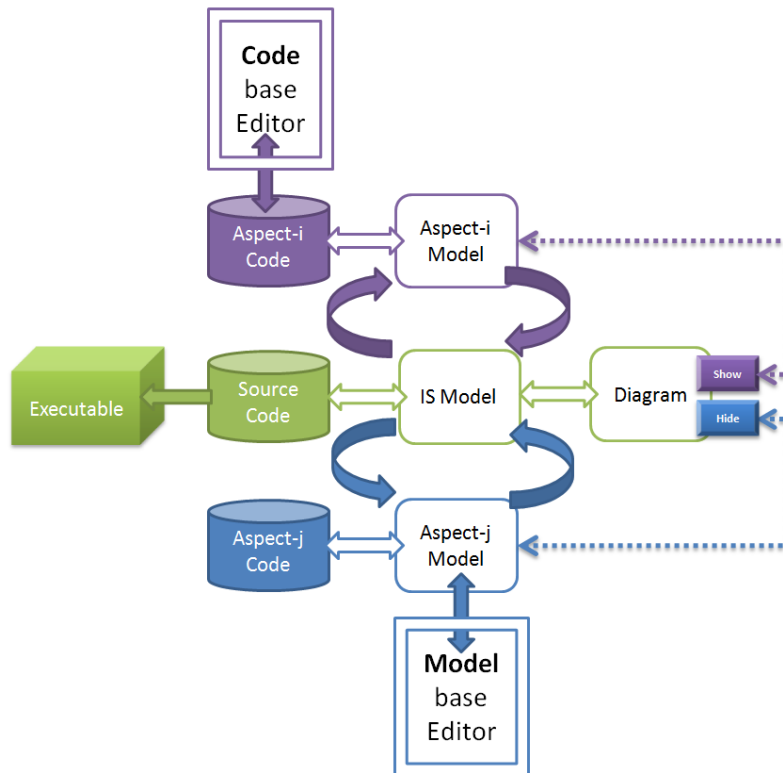 Code
base
Editor
Aspect-i
Code
Aspect-i
Model
Executable
Source
Code
IS Model
Diagram
Show
Hide
Aspect-j
Code
Aspect-j
Model
Model
base
Editor